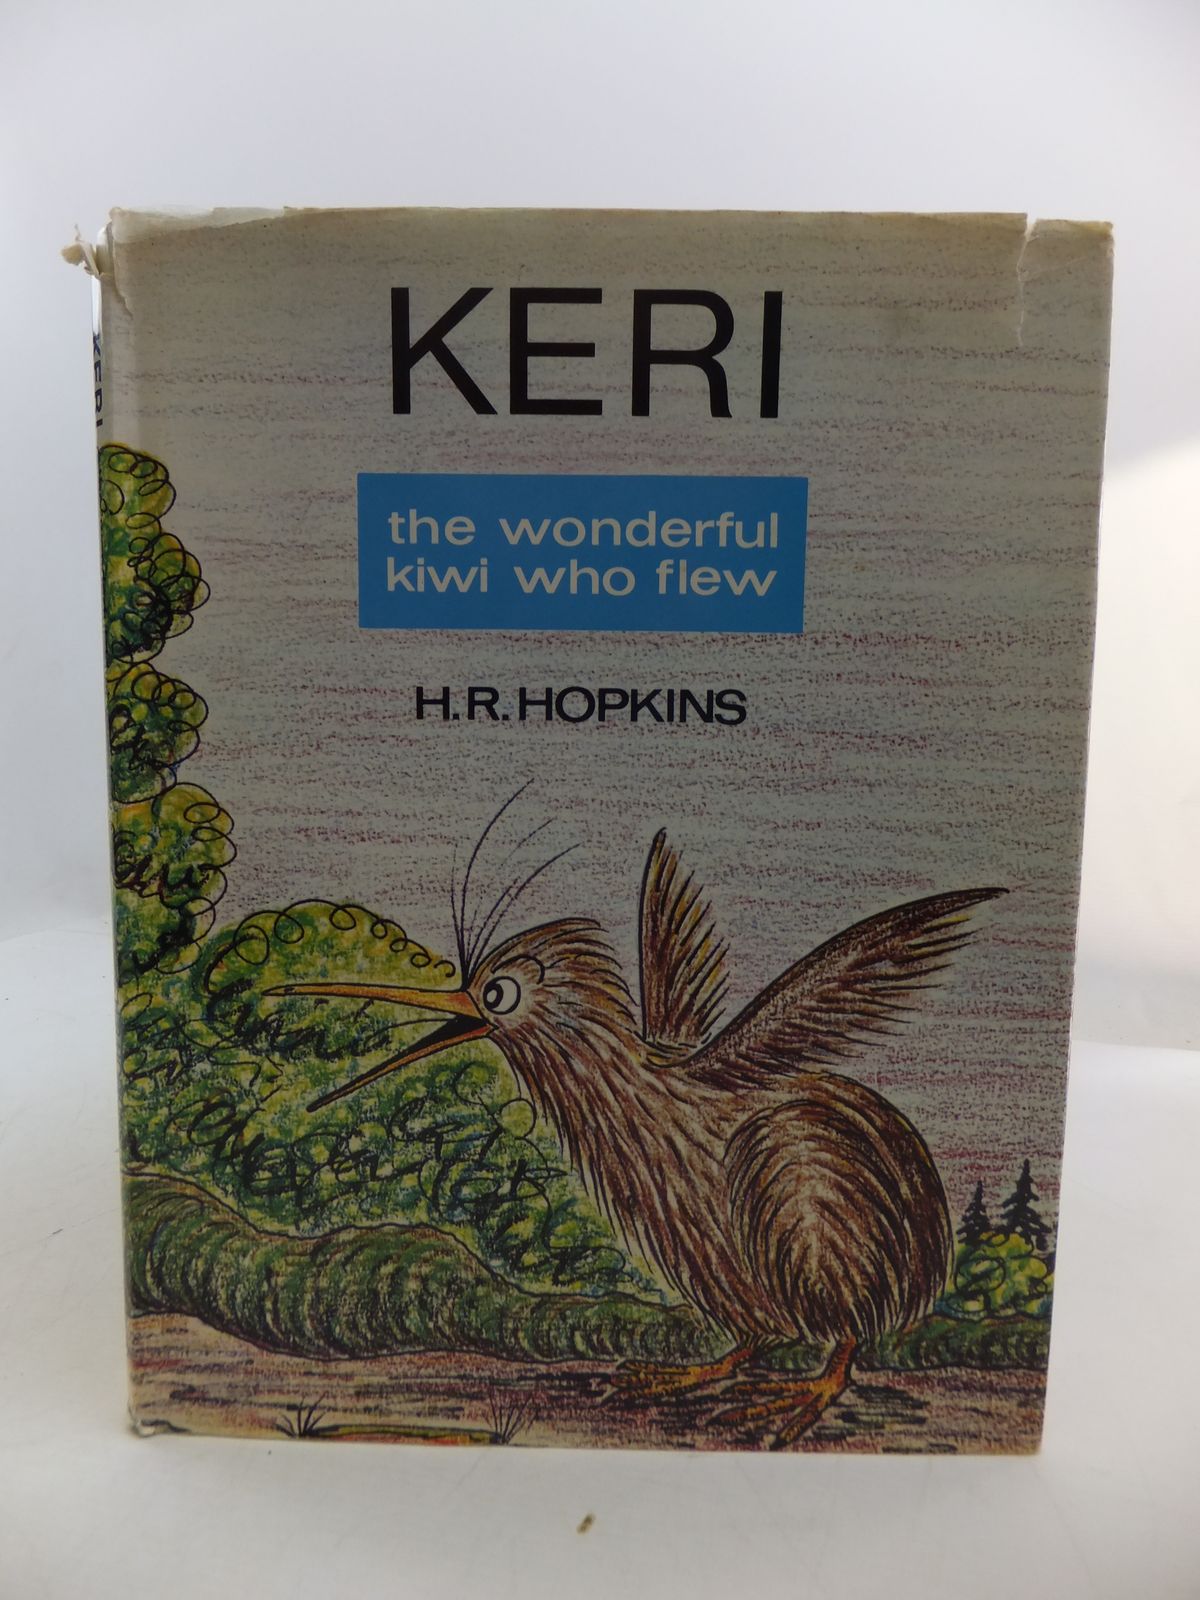 KERI
the wonderful
kiwi who flew
H.R. HOPKINS
KERI